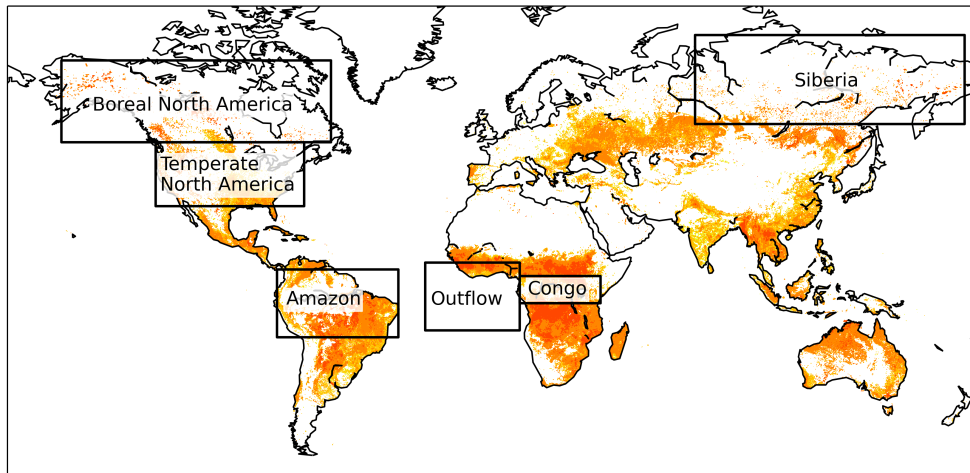 Siberia
Boreal North America
Temperate
North America
Amazon
Outflow
Congo